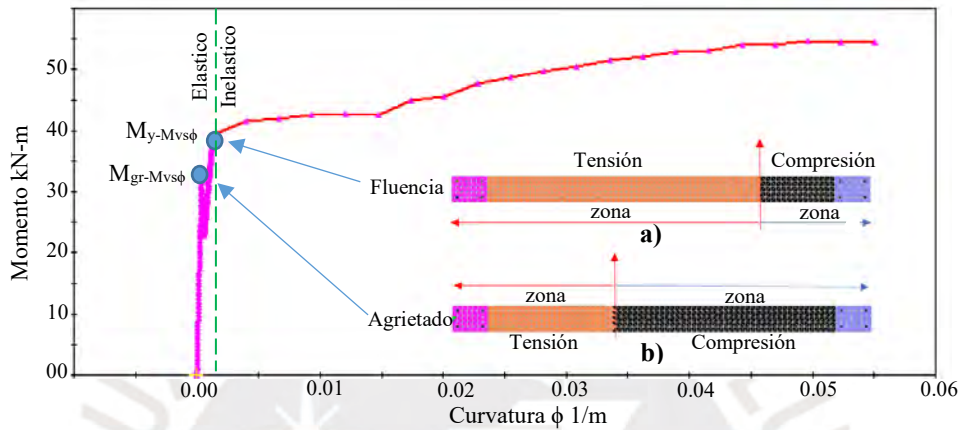 Momento kN-m
50
40
30
20
10
00
0.00
0.01
0.02
0.03
0.04
0.05
0.06
Curvatura ϕ 1/m
Elastico
Inelastico
My-Mvsϕ
Mgr-Mvsϕ
Fluencia
Agrietado
Tensión
Compresión
zona
zona
a)
zona
zona
Tensión
Compresión
b)